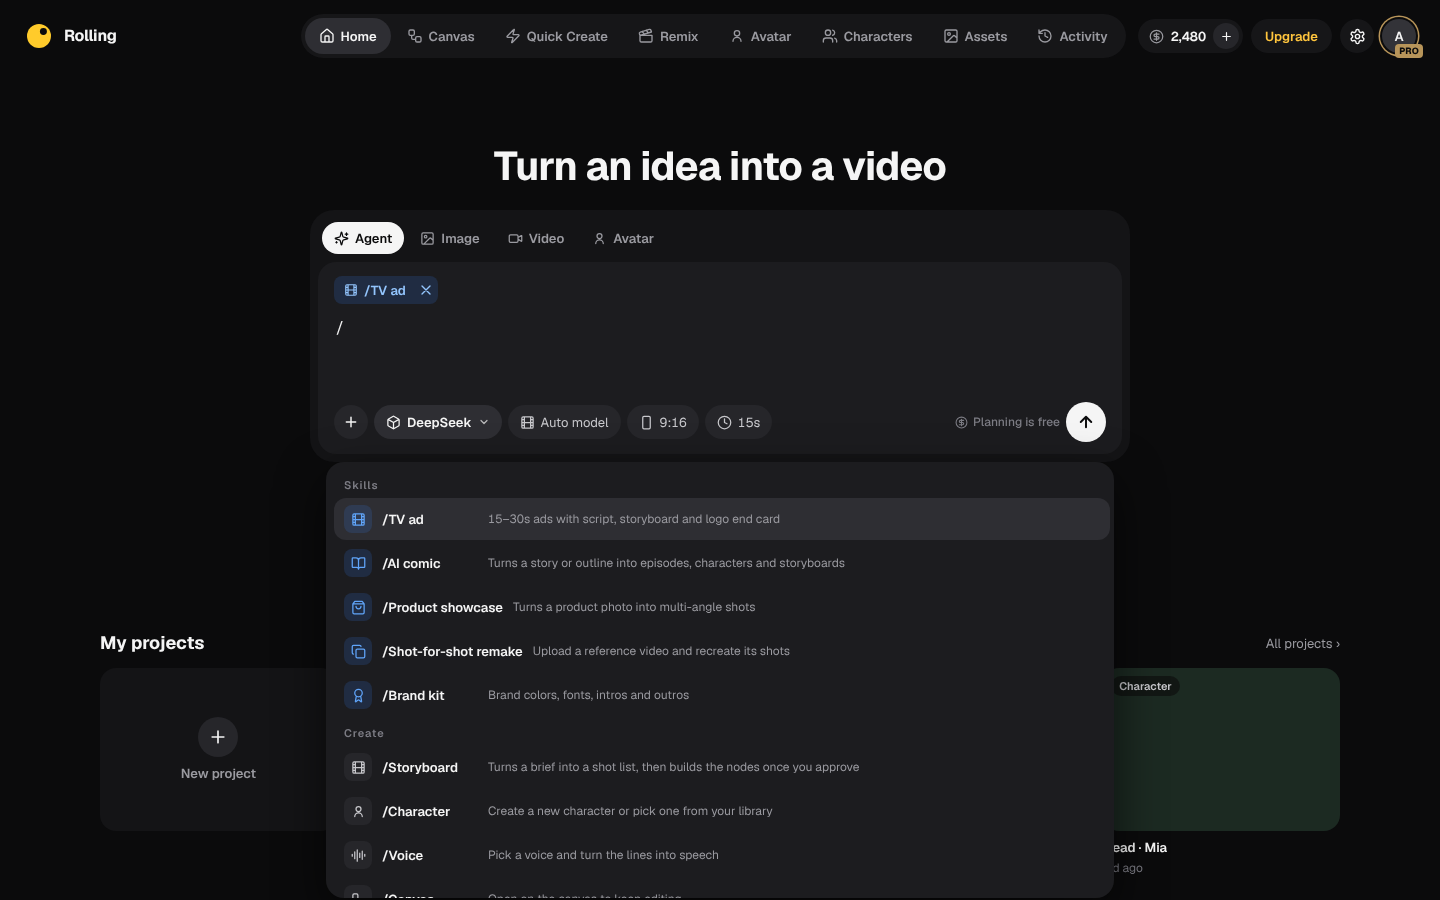 Rolling
Home Canvas Quick Create Remix Avatar Characters Assets Activity
2,480
Upgrade
A
PRO
Turn an idea into a video
Agent Image Video Avatar
/TV ad
/
DeepSeek Auto model 9:16 15s Planning is free
Skills
/TV ad 15–30s ads with script, storyboard and logo end card
/AI comic Turns a story or outline into episodes, characters and storyboards
/Product showcase Turns a product photo into multi-angle shots
/Shot-for-shot remake Upload a reference video and recreate its shots
/Brand kit Brand colors, fonts, intros and outros
Create
/Storyboard Turns a brief into a shot list, then builds the nodes once you approve
/Character Create a new character or pick one from your library
/Voice Pick a voice and turn the lines into speech
My projects
All projects ›
New project
Character
ead · Mia
d ago